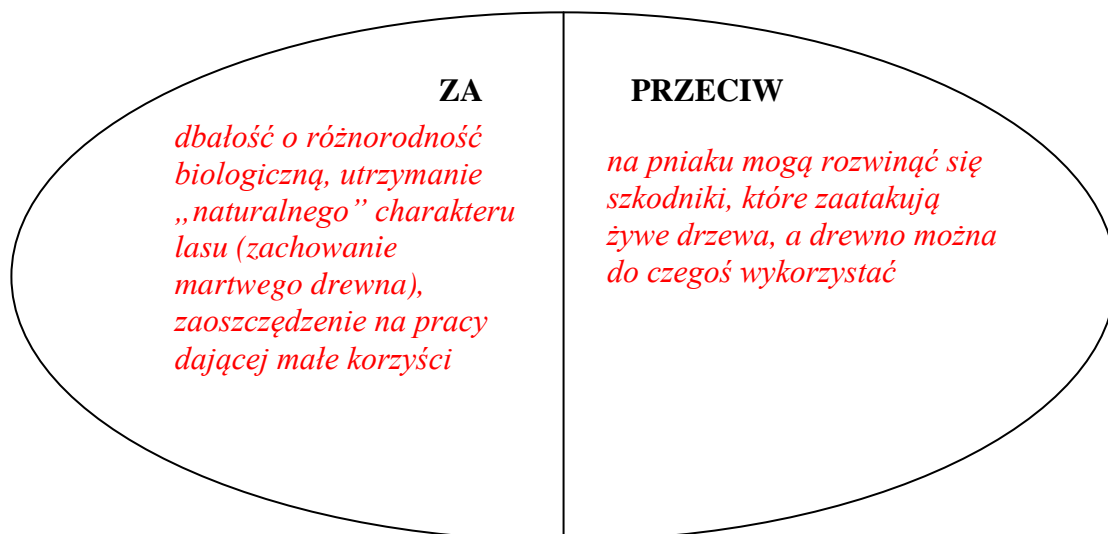 ZA
dbałość o różnorodność
biologiczną, utrzymanie
„naturalnego” charakteru
lasu (zachowanie
martwego drewna),
zaoszczędzenie na pracy
dającej małe korzyści
PRZECIW
na pniaku mogą rozwinąć się
szkodniki, które zaatakują
żywe drzewa, a drewno można
do czegoś wykorzystać